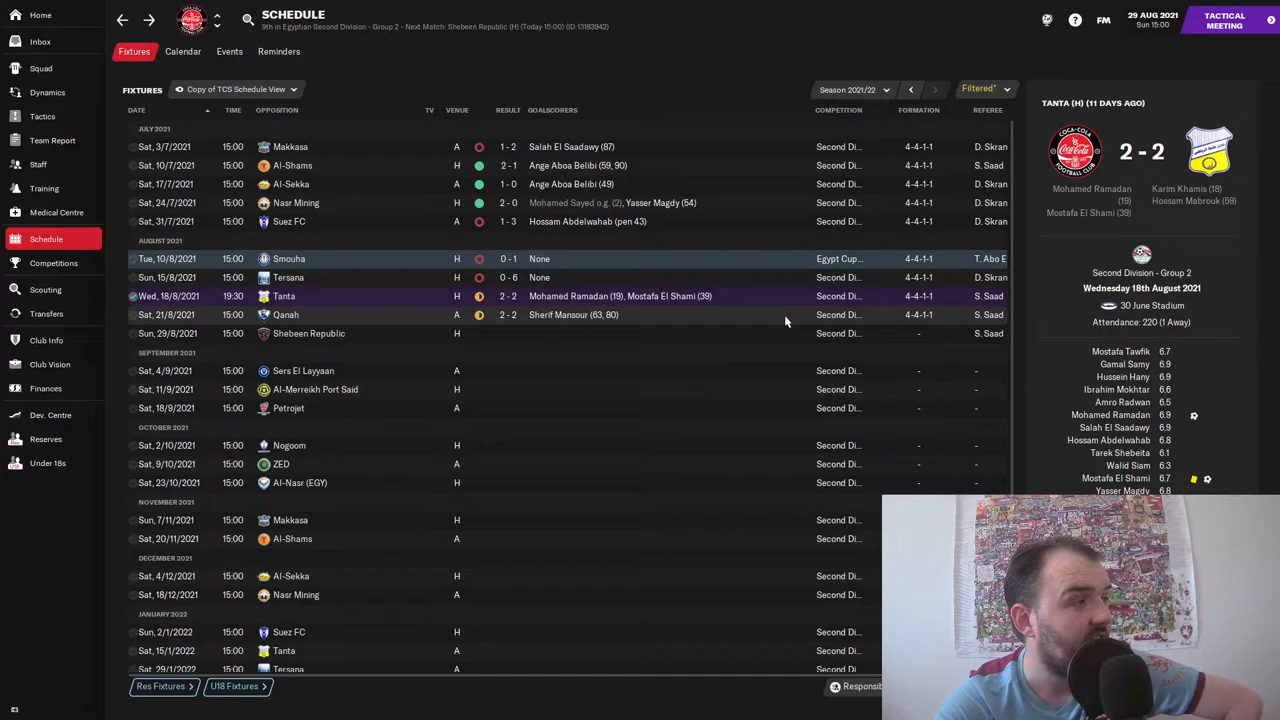 Home
Inbox
Squad
Dynamics
Tactics
Team Report
Staff
Training
Medical Centre
Schedule
Competitions
Scouting
Transfers
Club Info
Club Vision
Finances
Dev. Centre
Reserves
Under 18s
SCHEDULE
9th in Egyptian Second Division - Group 2 - Next Match: Shebeen Republic (H) (Today 15:00) (ID:13183942)
FM
29 AUG 2021
Sun 15:00
TACTICAL
MEETING
Fixtures Calendar Events Reminders
FIXTURES Copy of TCS Schedule View Season 2021/22 Filtered*
DATE TIME OPPOSITION TV VENUE RESULT GOALSCORERS COMPETITION FORMATION REFEREE
JULY 2021
Sat, 3/7/2021 15:00 Makkasa A 1 - 2 Salah El Saadawy (87) Second Di... 4-4-1-1 D. Skran
Sat, 10/7/2021 15:00 Al-Shams H 2 - 1 Ange Aboa Belibi (59, 90) Second Di... 4-4-1-1 S. Saad
Sat, 17/7/2021 15:00 Al-Sekka A 1 - 0 Ange Aboa Belibi (49) Second Di... 4-4-1-1 D. Skran
Sat, 24/7/2021 15:00 Nasr Mining H 2 - 0 Mohamed Sayed o.g. (2), Yasser Magdy (54) Second Di... 4-4-1-1 D. Skran
Sat, 31/7/2021 15:00 Suez FC A 1 - 3 Hossam Abdelwahab (pen 43) Second Di... 4-4-1-1 D. Skran
AUGUST 2021
Tue, 10/8/2021 15:00 Smouha H 0 - 1 None Egypt Cup... 4-4-1-1 T. Abo E
Sun, 15/8/2021 15:00 Tersana H 0 - 6 None Second Di... 4-4-1-1 D. Skran
Wed, 18/8/2021 19:30 Tanta H 2 - 2 Mohamed Ramadan (19), Mostafa El Shami (39) Second Di... 4-4-1-1 S. Saad
Sat, 21/8/2021 15:00 Qanah A 2 - 2 Sherif Mansour (63, 80) Second Di... 4-4-1-1 S. Saad
Sun, 29/8/2021 15:00 Shebeen Republic H Second Di... S. Saad
SEPTEMBER 2021
Sat, 4/9/2021 15:00 Sers El Layyaan A Second Di... - -
Sat, 11/9/2021 15:00 Al-Merreikh Port Said H Second Di... - -
Sat, 18/9/2021 15:00 Petrojet A Second Di... - -
OCTOBER 2021
Sat, 2/10/2021 15:00 Nogoom H Second Di... - -
Sat, 9/10/2021 15:00 ZED A Second Di... - -
Sat, 23/10/2021 15:00 Al-Nasr (EGY) H Second Di... - -
NOVEMBER 2021
Sun, 7/11/2021 15:00 Makkasa H Second Di...
Sat, 20/11/2021 15:00 Al-Shams A Second Di...
DECEMBER 2021
Sat, 4/12/2021 15:00 Al-Sekka H Second Di...
Sat, 18/12/2021 15:00 Nasr Mining A Second Di...
JANUARY 2022
Sun, 2/1/2022 15:00 Suez FC H Second Di...
Sat, 15/1/2022 15:00 Tanta A Second Di...
Sat, 29/1/2022 15:00 Tersana A Second Di...
Res Fixtures U18 Fixtures Responsib
TANTA (H) (11 DAYS AGO)
COCA-COLA
Coca-Cola
FOOTBALL CLUB
2 - 2
Mohamed Ramadan
(19)
Mostafa El Shami (39)
Karim Khamis (18)
Hossam Mabrouk (59)
Second Division - Group 2
Wednesday 18th August 2021
30 June Stadium
Attendance: 220 (1 Away)
Mostafa Tawfik 6.7
Gamal Samy 6.9
Hussein Hany 6.9
Ibrahim Mokhtar 6.6
Amro Radwan 6.5
Mohamed Ramadan 6.9
Salah El Saadawy 6.9
Hossam Abdelwahab 6.8
Tarek Shebeita 6.1
Walid Siam 6.3
Mostafa El Shami 6.7
Yasser Magdy 6.8